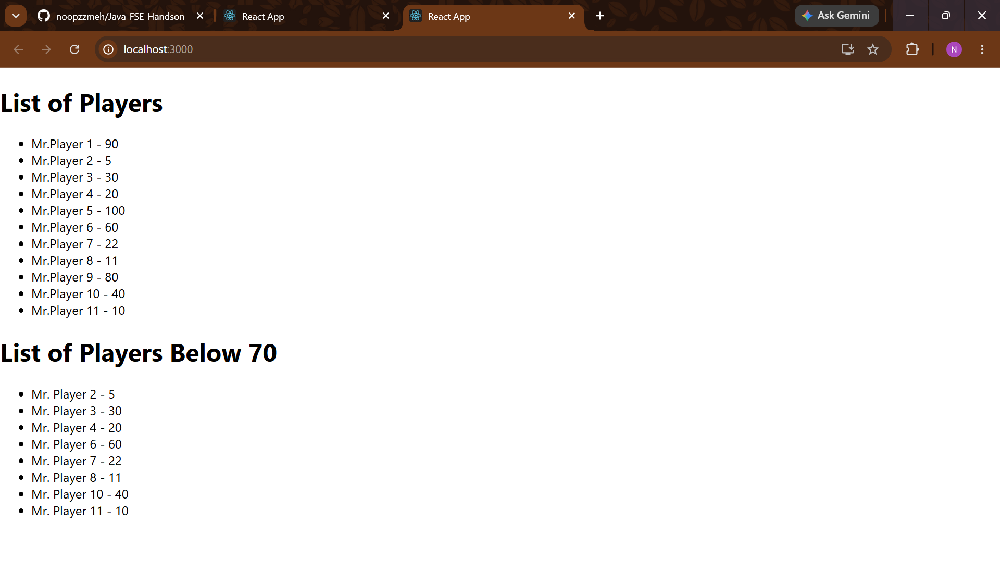 noopzzmeh/Java-FSE-Handson
React App
React App
Ask Gemini
localhost:3000
N
List of Players
Mr.Player 1 - 90
Mr.Player 2 - 5
Mr.Player 3 - 30
Mr.Player 4 - 20
Mr.Player 5 - 100
Mr.Player 6 - 60
Mr.Player 7 - 22
Mr.Player 8 - 11
Mr.Player 9 - 80
Mr.Player 10 - 40
Mr.Player 11 - 10
List of Players Below 70
Mr. Player 2 - 5
Mr. Player 3 - 30
Mr. Player 4 - 20
Mr. Player 6 - 60
Mr. Player 7 - 22
Mr. Player 8 - 11
Mr. Player 10 - 40
Mr. Player 11 - 10